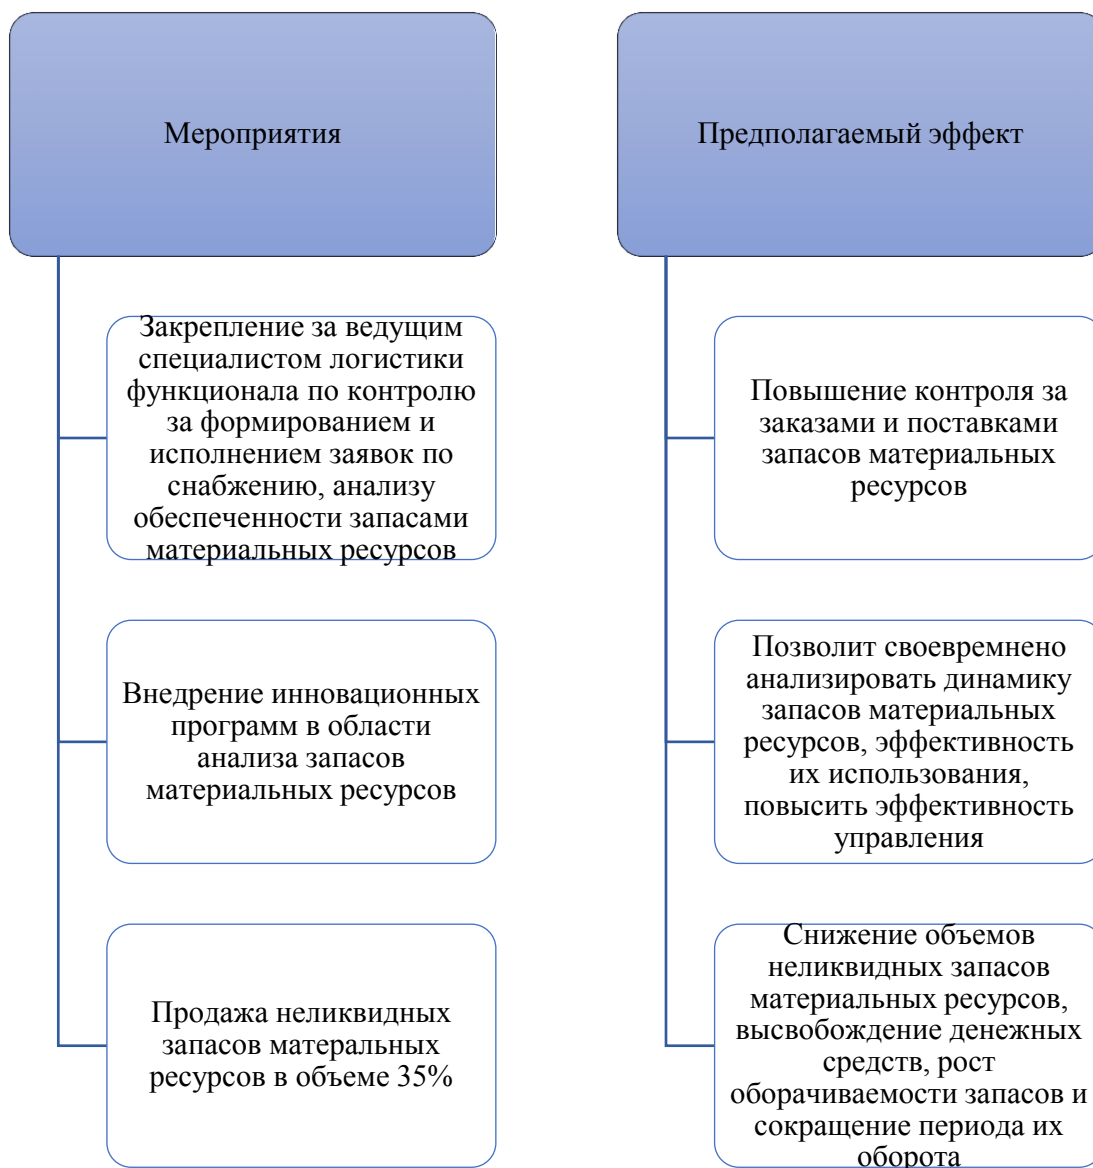 Мероприятия
Закрепление за ведущим
специалистом логистики
функционала по контролю
за формированием и
исполнением заявок по
снабжению, анализу
обеспеченности запасами
материальных ресурсов
Внедрение инновационных
программ в области
анализа запасов
материальных ресурсов
Продажа неликвидных
запасов матеральных
ресурсов в объеме 35%
Предполагаемый эффект
Повышение контроля за
заказами и поставками
запасов материальных
ресурсов
Позволит своевремнено
анализировать динамику
запасов материальных
ресурсов, эффективность
их использования,
повысить эффективность
управления
Снижение объемов
неликвидных запасов
материальных ресурсов,
высвобождение денежных
средств, рост
оборачиваемости запасов и
сокращение периода их
оборота